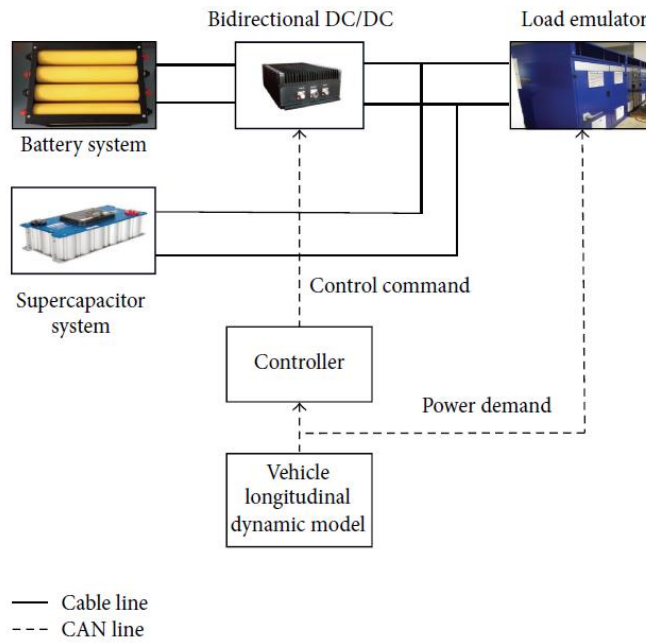 Bidirectional DC/DC
Load emulator
Battery system
Supercapacitor
system
Control command
Controller
Power demand
Vehicle
longitudinal
dynamic model
Cable line
CAN line